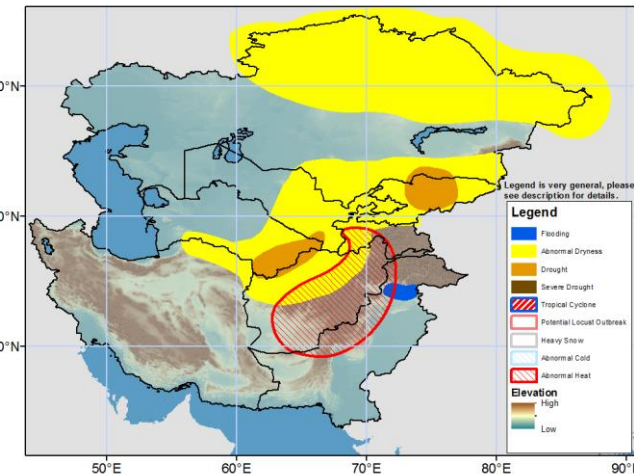 0°N
0°N
0°N
50°E
60°E
70°E
80°E
90°
Legend is very general, please
see description for details.
Legend
Flooding
Abnormal Dryness
Drought
Severe Drought
Tropical Cyclone
Potential Locust Outbreak
Heavy Snow
Abnormal Cold
Abnormal Heat
Elevation
High
Low